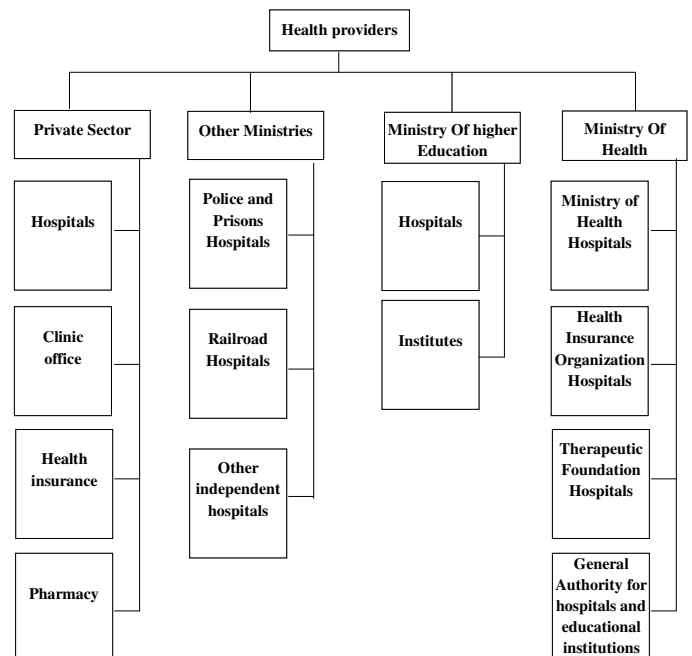 Health providers
Private Sector
Other Ministries
Ministry Of higher
Education
Ministry Of
Health
Hospitals
Clinic
office
Health
insurance
Pharmacy
Police and
Prisons
Hospitals
Railroad
Hospitals
Other
independent
hospitals
Hospitals
Institutes
Ministry of
Health
Hospitals
Health
Insurance
Organization
Hospitals
Therapeutic
Foundation
Hospitals
General
Authority for
hospitals and
educational
institutions